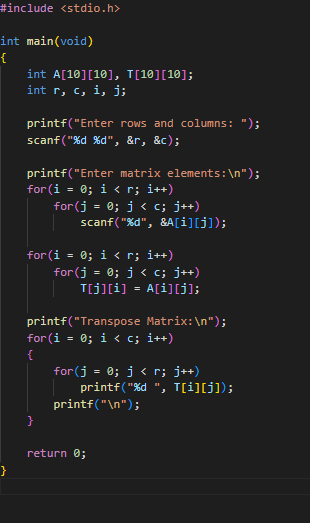 #include <stdio.h>

int main(void)
{
    int A[10][10], T[10][10];
    int r, c, i, j;

    printf("Enter rows and columns: ");
    scanf("%d %d", &r, &c);

    printf("Enter matrix elements:\n");
    for(i = 0; i < r; i++)
        for(j = 0; j < c; j++)
            scanf("%d", &A[i][j]);

    for(i = 0; i < r; i++)
        for(j = 0; j < c; j++)
            T[j][i] = A[i][j];

    printf("Transpose Matrix:\n");
    for(i = 0; i < c; i++)
    {
        for(j = 0; j < r; j++)
            printf("%d ", T[i][j]);
        printf("\n");
    }

    return 0;
}